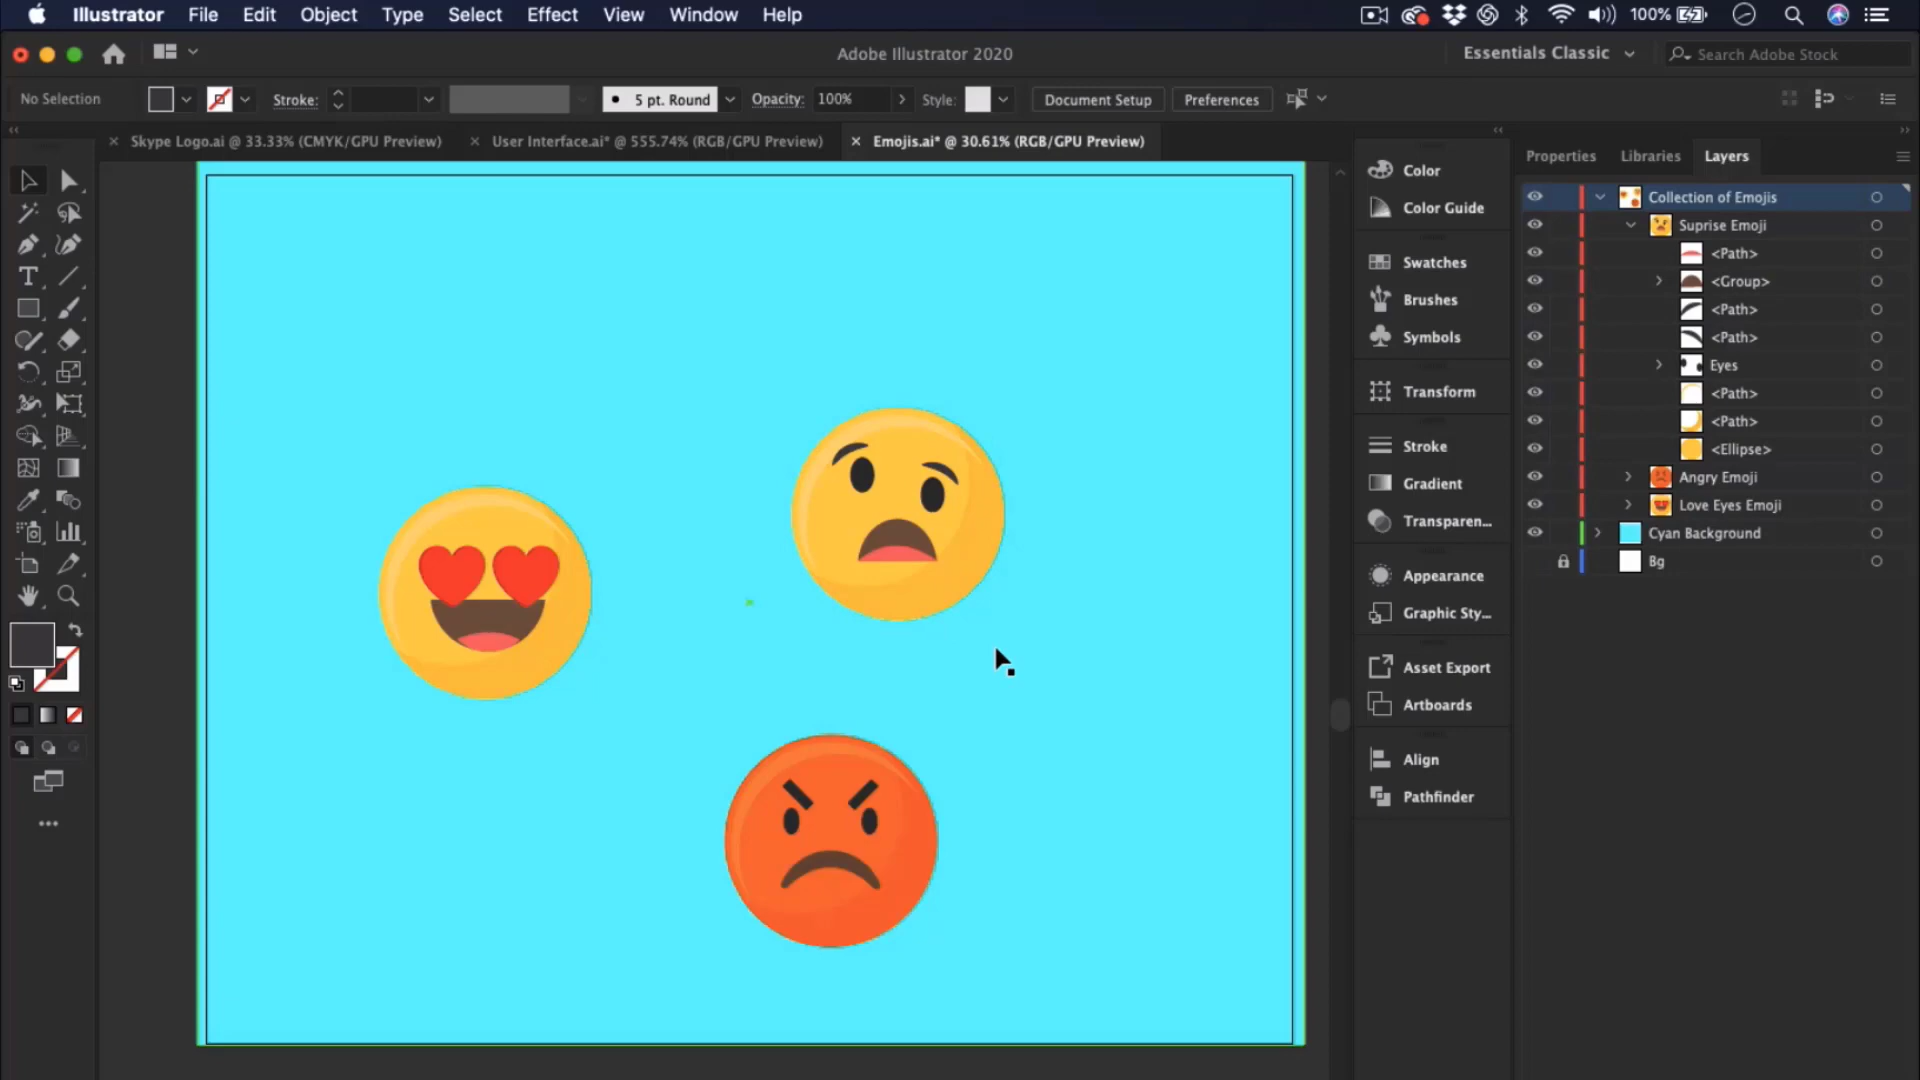 Illustrator File Edit Object Type Select Effect View Window Help 100%
Adobe Illustrator 2020 Essentials Classic Search Adobe Stock
No Selection Stroke: 5 pt. Round Opacity: 100% Style: Document Setup Preferences
Skype Logo.ai @ 33.33% (CMYK/GPU Preview) User Interface.ai* @ 555.74% (RGB/GPU Preview) Emojis.ai* @ 30.61% (RGB/GPU Preview)
Color
Color Guide
Swatches
Brushes
Symbols
Transform
Stroke
Gradient
Transparen...
Appearance
Graphic Sty...
Asset Export
Artboards
Align
Pathfinder
Properties Libraries Layers
Collection of Emojis
Suprise Emoji
<Path>
<Group>
<Path>
<Path>
Eyes
<Path>
<Path>
<Ellipse>
Angry Emoji
Love Eyes Emoji
Cyan Background
Bg